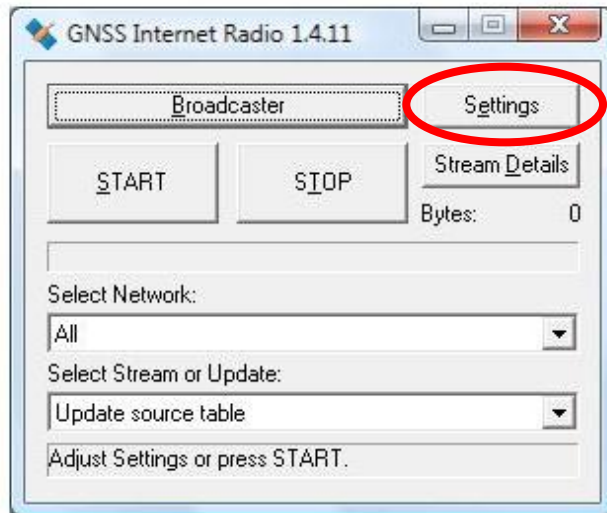 GNSS Internet Radio 1.4.11
Broadcaster
Settings
START
STOP
Stream Details
Bytes: 0
Select Network:
All
Select Stream or Update:
Update source table
Adjust Settings or press START.